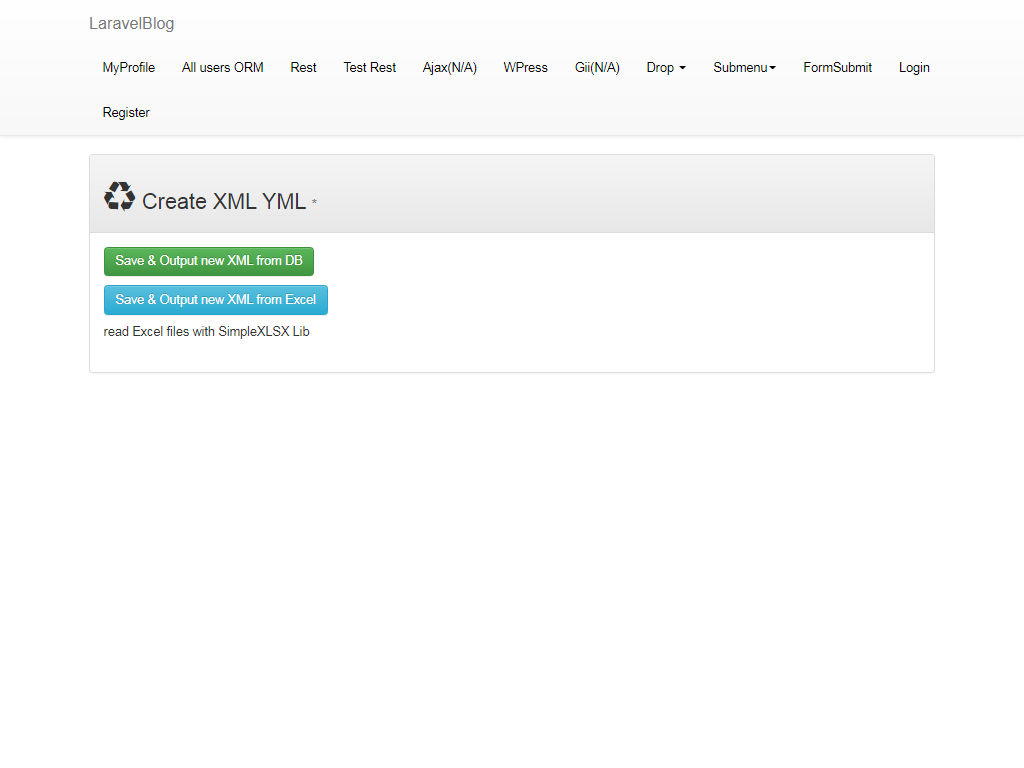 LaravelBlog
MyProfile All users ORM Rest Test Rest Ajax(N/A) WPress Gii(N/A) Drop Submenu FormSubmit Login
Register
Create XML YML *
Save & Output new XML from DB
Save & Output new XML from Excel
read Excel files with SimpleXLSX Lib